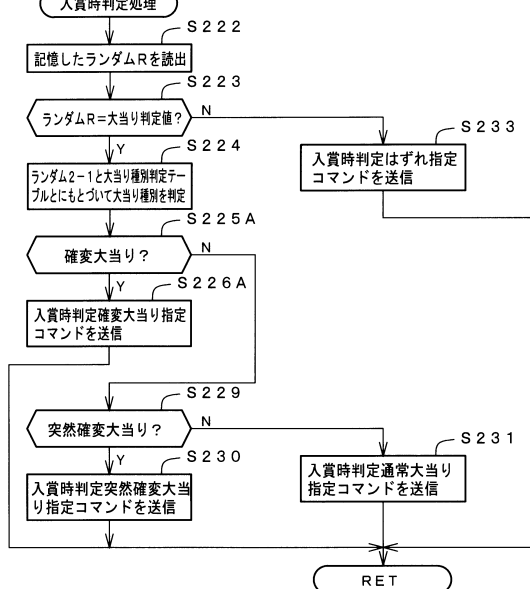 入賞時判定処理
S222
記憶したランダムRを読出
S223
ランダムR=大当り判定値?
N
Y
S224
ランダム2-1と大当り種別判定テー
ブルとにもとづいて大当り種別を判定
S233
入賞時判定はずれ指定
コマンドを送信
S225A
確変大当り?
N
Y
S226A
入賞時判定確変大当り指定
コマンドを送信
S229
突然確変大当り?
N
Y
S230
入賞時判定突然確変大当
り指定コマンドを送信
S231
入賞時判定通常大当り
指定コマンドを送信
RET